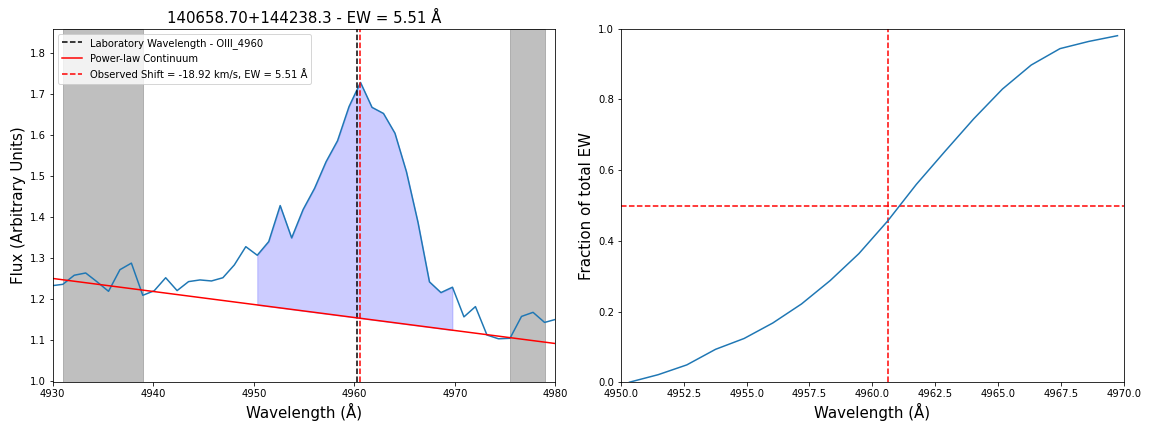 140658.70+144238.3 - EW = 5.51 Å
Laboratory Wavelength - OIII_4960
Power-law Continuum
Observed Shift = -18.92 km/s, EW = 5.51 Å
Flux (Arbitrary Units)
1.8
1.7
1.6
1.5
1.4
1.3
1.2
1.1
1.0
4930 4940 4950 4960 4970 4980
Wavelength (Å)
Fraction of total EW
1.0
0.8
0.6
0.4
0.2
0.0
4950.0 4952.5 4955.0 4957.5 4960.0 4962.5 4965.0 4967.5 4970.0
Wavelength (Å)